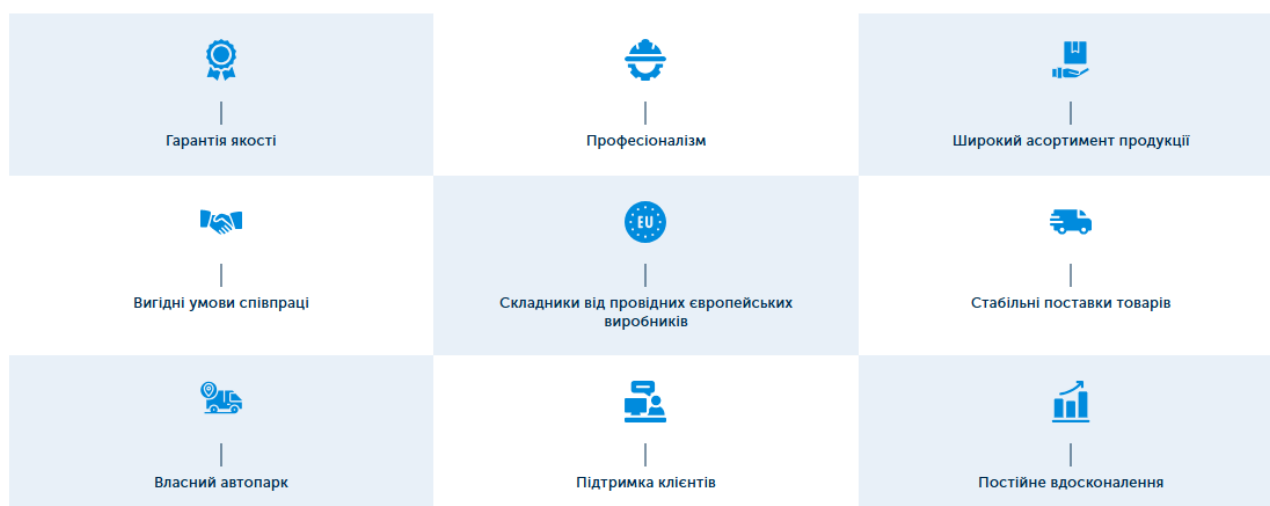 Гарантія якості
Професіоналізм
Широкий асортимент продукції
Вигідні умови співпраці
EU
Складники від провідних європейських
виробників
Стабільні поставки товарів
Власний автопарк
Підтримка клієнтів
Постійне вдосконалення